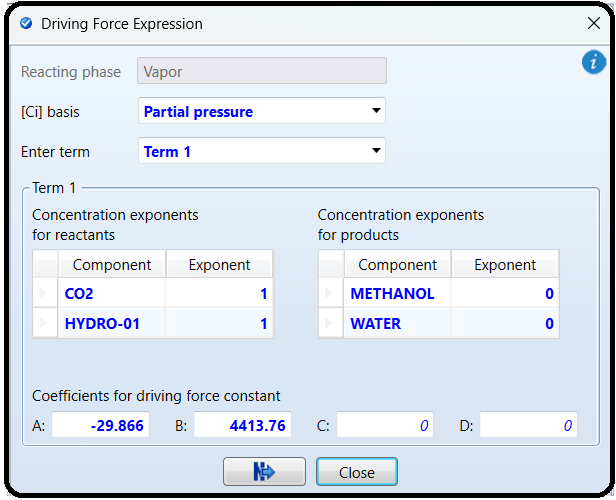 Driving Force Expression
Reacting phase Vapor
[Ci] basis Partial pressure
Enter term Term 1
Term 1
Concentration exponents for reactants
Component Exponent
CO2 1
HYDRO-01 1
Concentration exponents for products
Component Exponent
METHANOL 0
WATER 0
Coefficients for driving force constant
A: -29.866 B: 4413.76 C: 0 D: 0
N Close